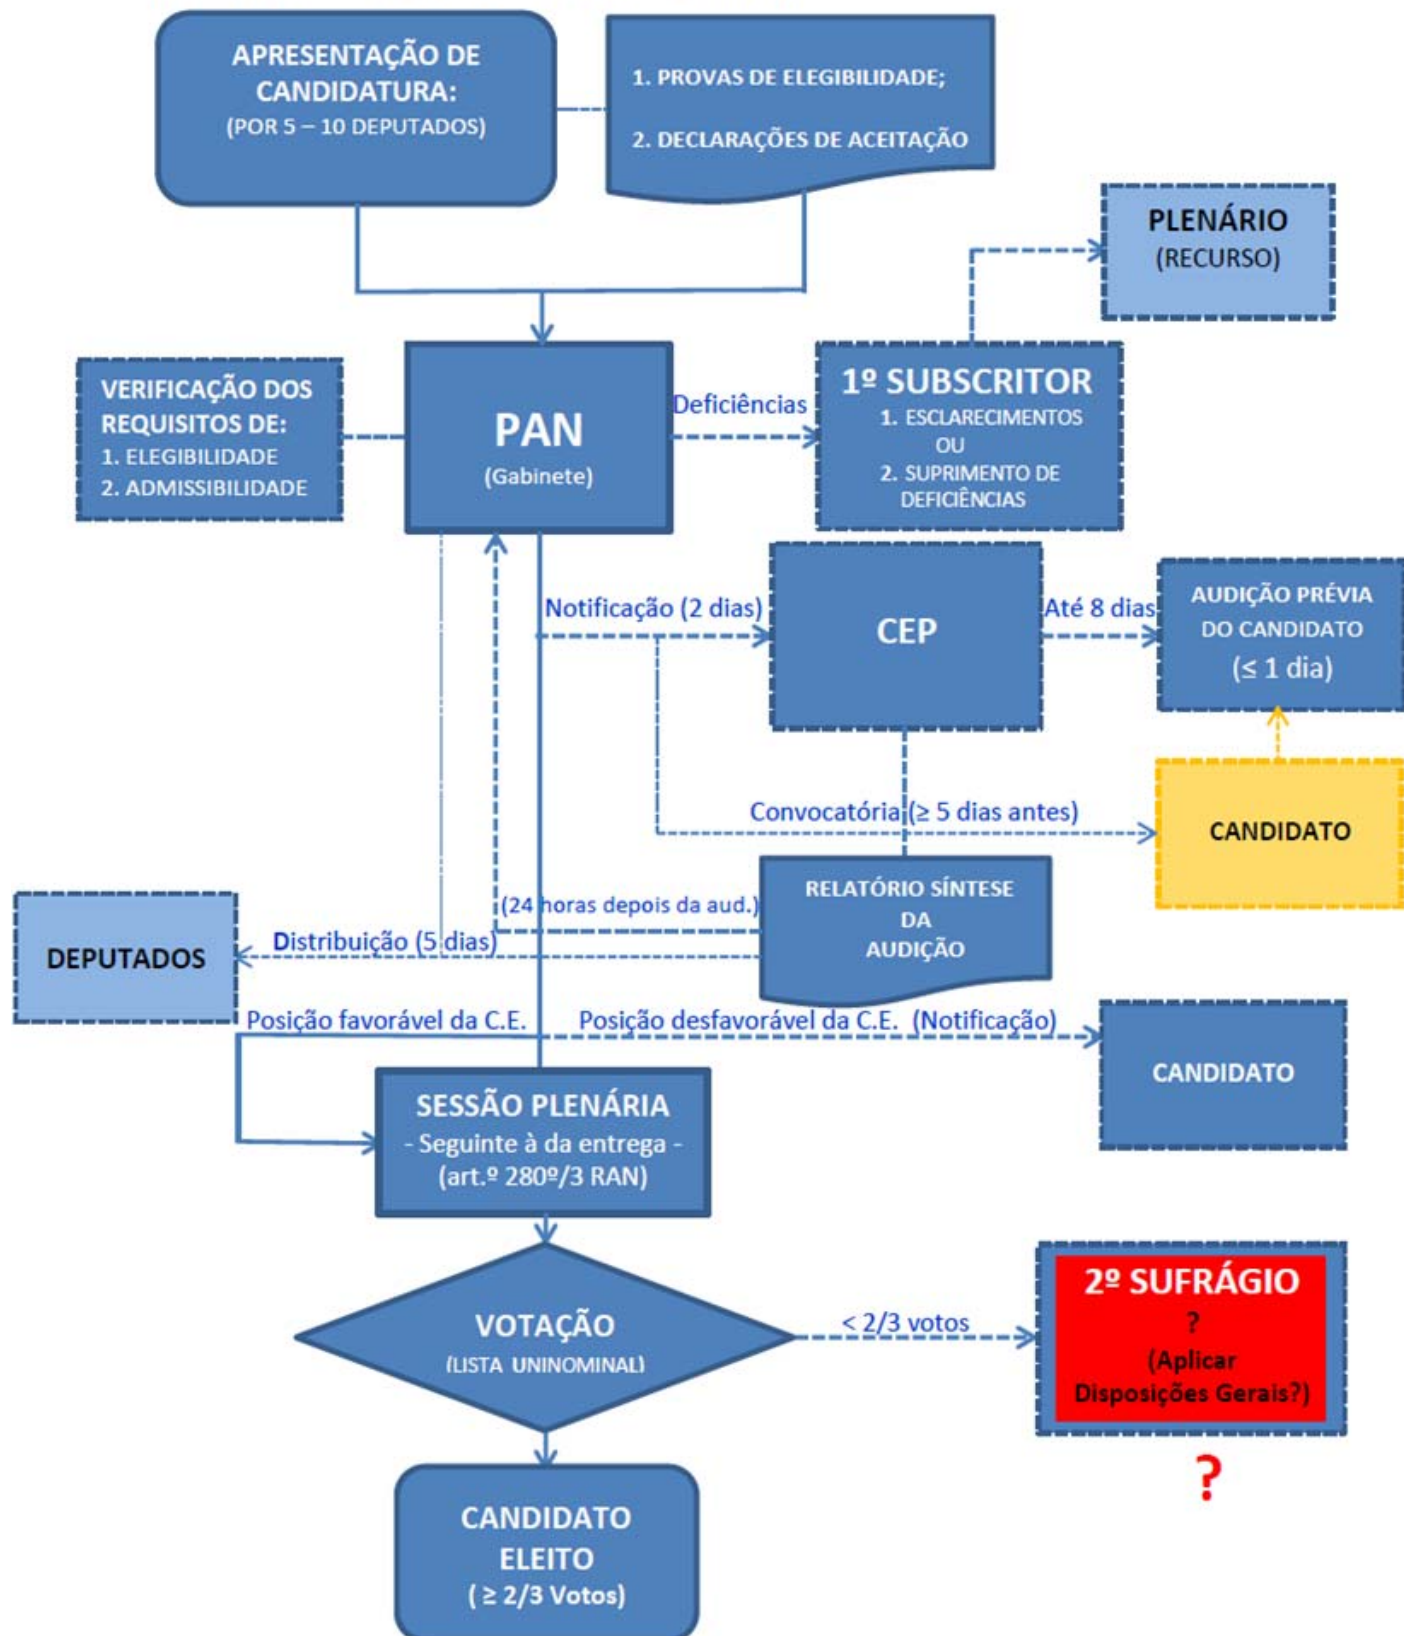 APRESENTAÇÃO DE
CANDIDATURA:
(POR 5 – 10 DEPUTADOS)
1. PROVAS DE ELEGIBILIDADE;
2. DECLARAÇÕES DE ACEITAÇÃO
PLENÁRIO
(RECURSO)
VERIFICAÇÃO DOS
REQUISITOS DE:
1. ELEGIBILIDADE
2. ADMISSIBILIDADE
PAN
(Gabinete)
Deficiências
1º SUBSCRITOR
1. ESCLARECIMENTOS
OU
2. SUPRIMENTO DE
DEFICIÊNCIAS
Notificação (2 dias)
CEP
Até 8 dias
AUDIÇÃO PRÉVIA
DO CANDIDATO
(≤ 1 dia)
Convocatória (≥ 5 dias antes)
CANDIDATO
RELATÓRIO SÍNTESE
DA
AUDIÇÃO
(24 horas depois da aud.)
Distribuição (5 dias)
DEPUTADOS
Posição favorável da C.E.
Posição desfavorável da C.E. (Notificação)
CANDIDATO
SESSÃO PLENÁRIA
- Seguinte à da entrega -
(art.º 280º/3 RAN)
VOTAÇÃO
(LISTA UNINOMINAL)
< 2/3 votos
2º SUFRÁGIO
?
(Aplicar
Disposições Gerais?)
?
CANDIDATO
ELEITO
( ≥ 2/3 Votos)